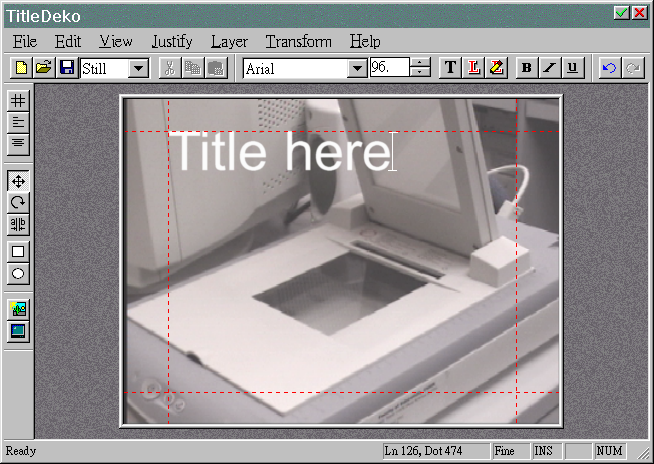 TitleDeko
File Edit View Justify Layer Transform Help
Still Arial 96. T L B I U
a|b
Title here
Ready Ln 126, Dot 474 Fine INS NUM